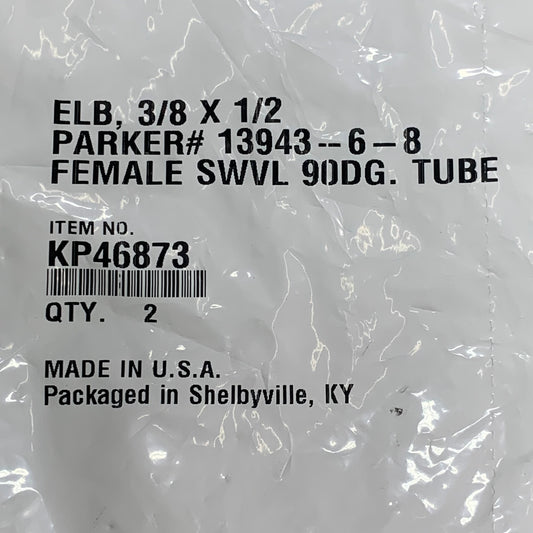 ELB, 3/8 X 1/2
PARKER# 13943--6-8
FEMALE SWVL 90DG. TUBE
ITEM NO.
KP46873
QTY. 2
MADE IN U.S.A.
Packaged in Shelbyville, KY